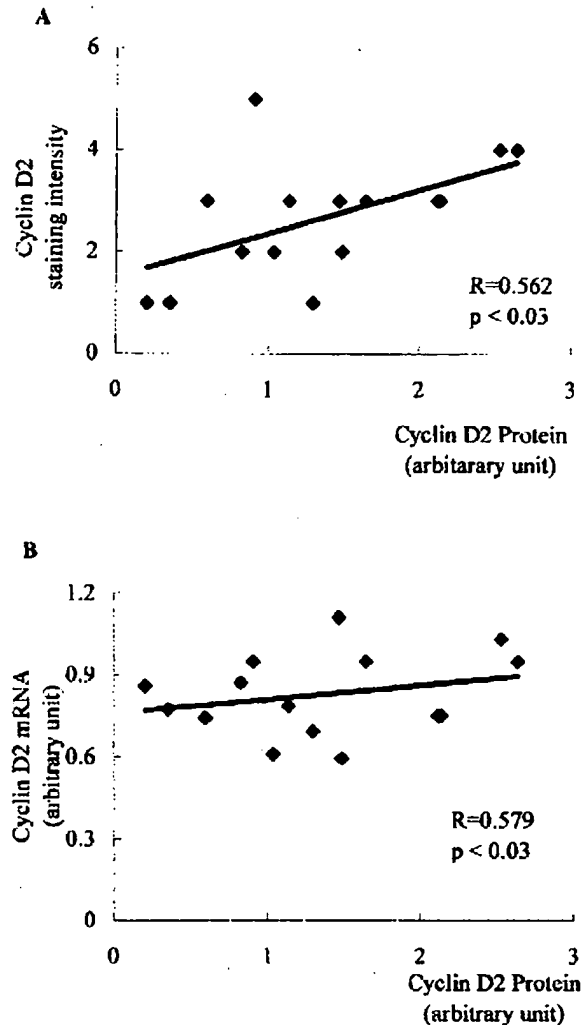 A
6
4
2
0
Cyclin D2
staining intensity
R=0.562
p < 0.03
0 1 2 3
Cyclin D2 Protein
(arbitarary unit)
B
1.2
0.9
0.6
0.3
0
Cyclin D2 mRNA
(arbitrary unit)
R=0.579
p < 0.03
0 1 2 3
Cyclin D2 Protein
(arbitrary unit)